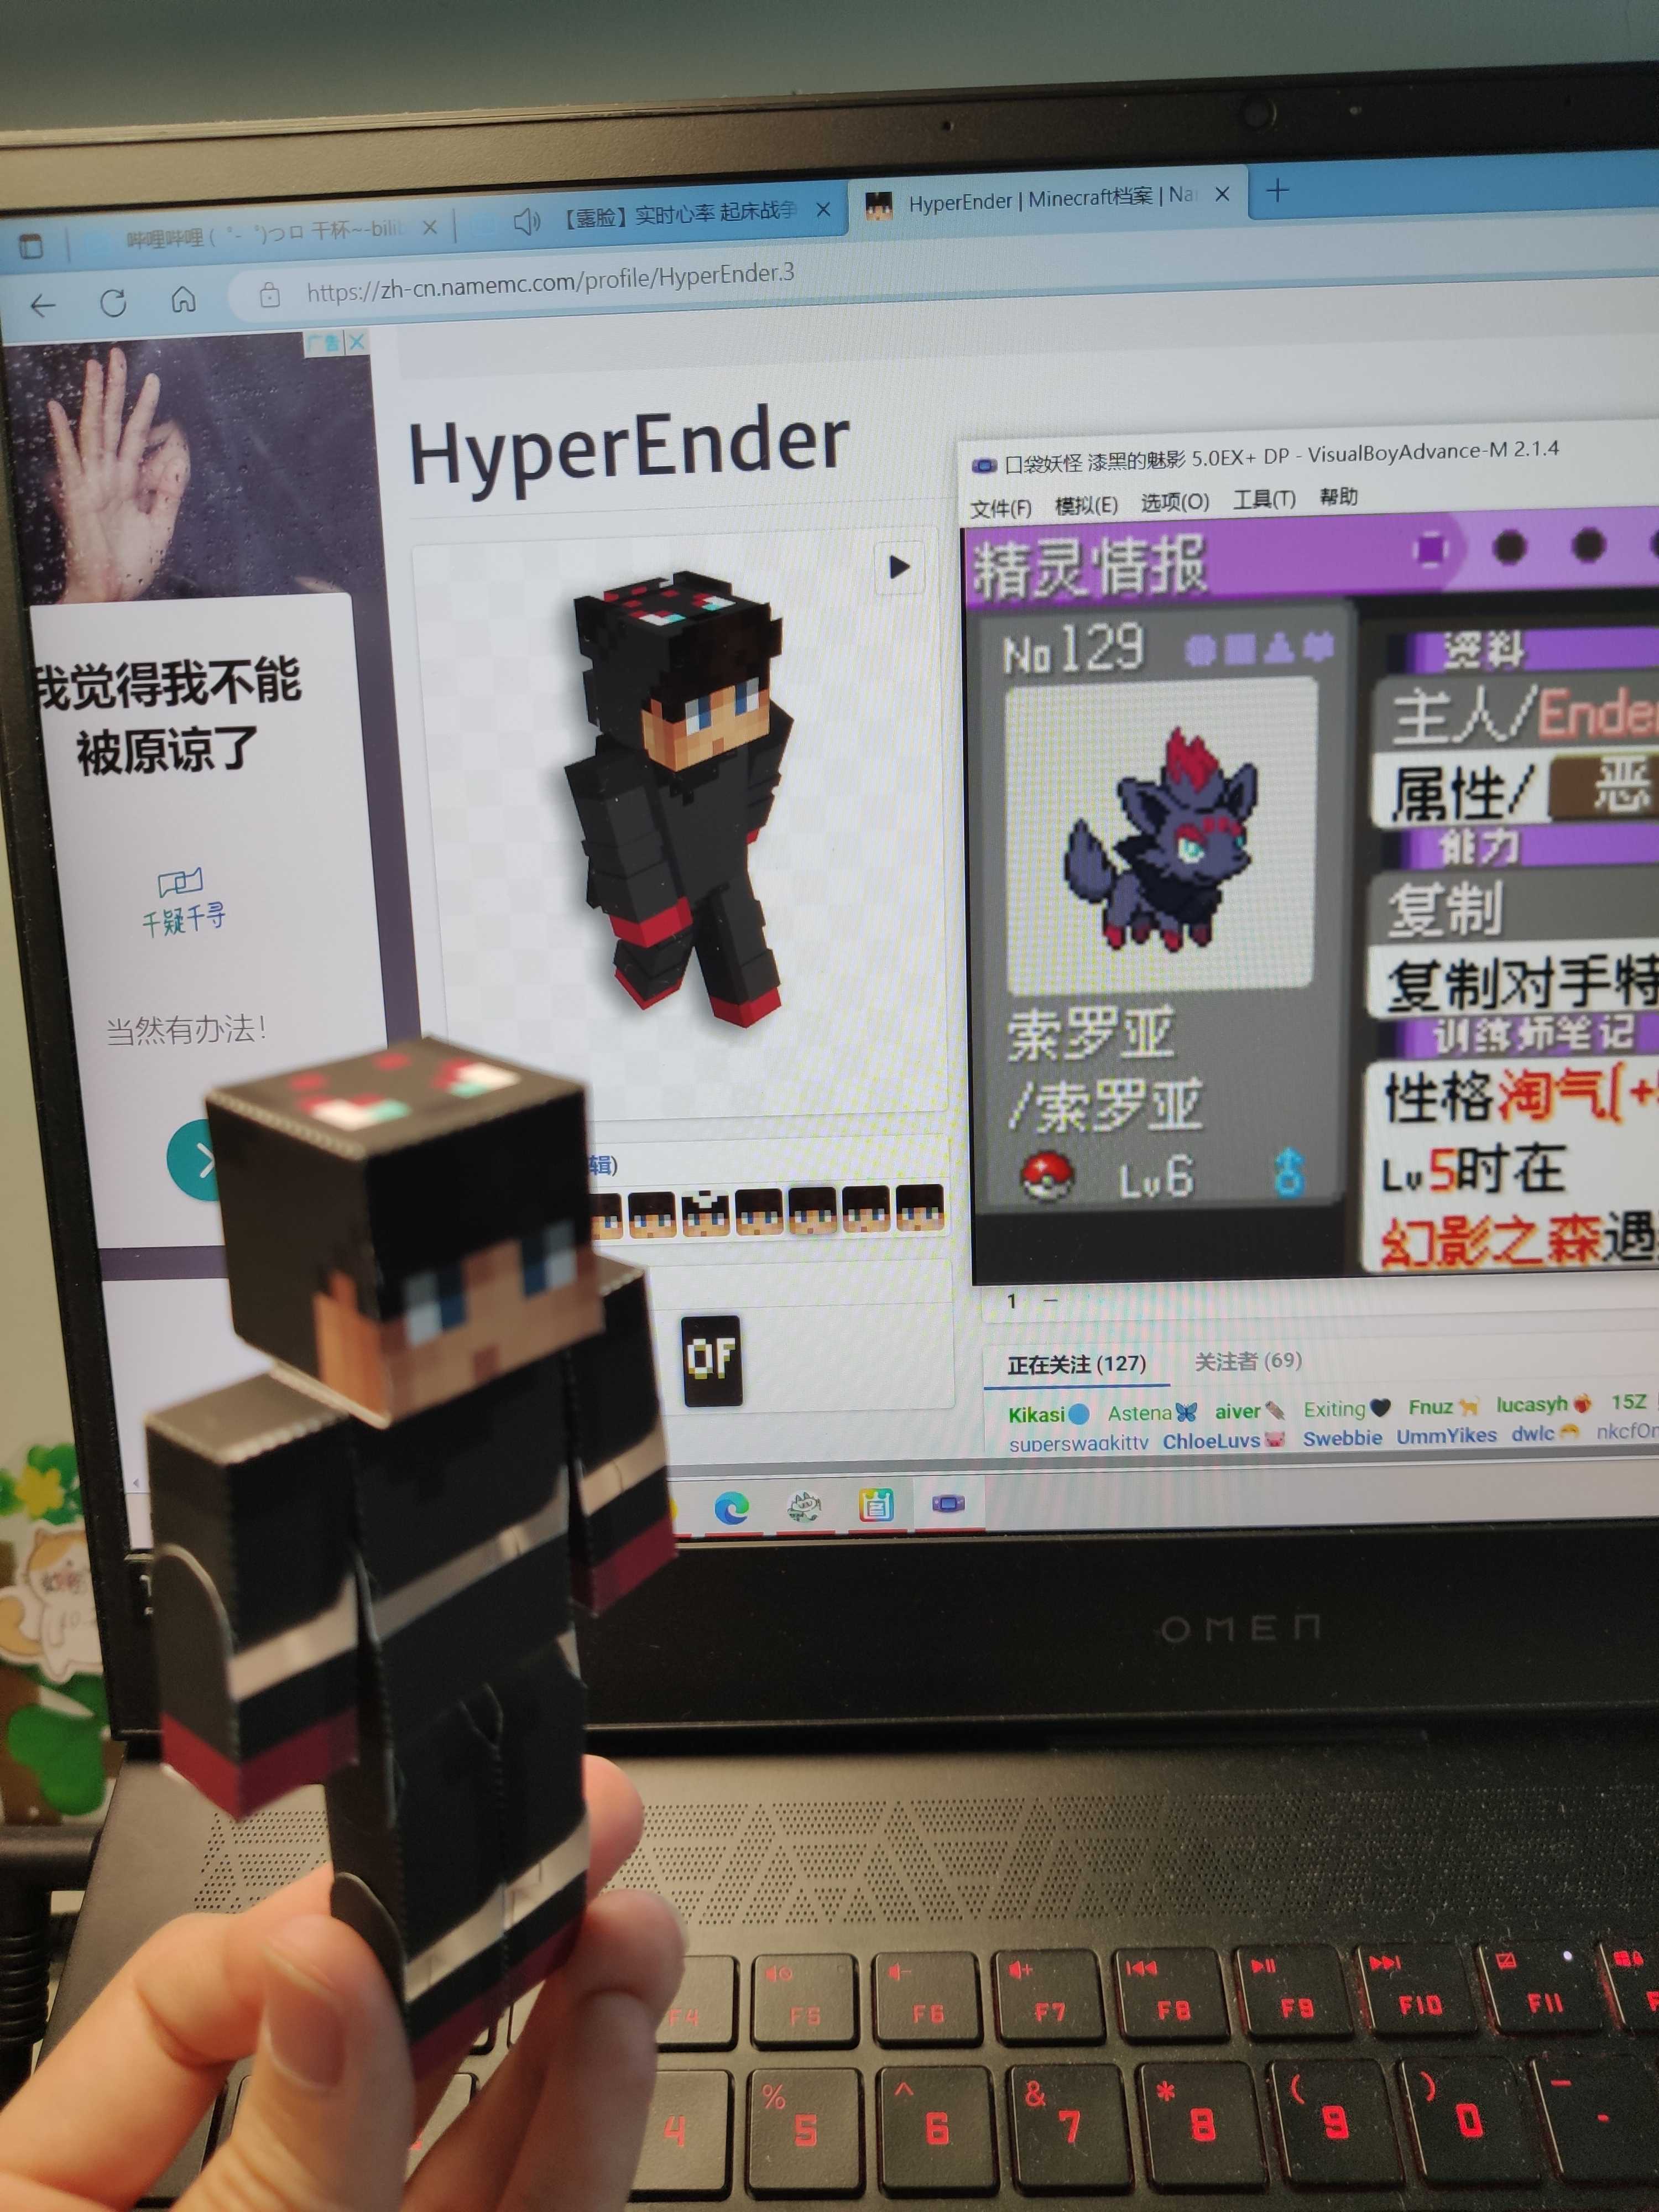 哔哩哔哩 (゜-゜)つロ 干杯~-bili
【露脸】实时心率 起床战争
HyperEnder | Minecraft档案 | Na
https://zh-cn.namemc.com/profile/HyperEnder.3
广告
HyperEnder
我觉得我不能
被原谅了
千疑千寻
当然有办法!
辑)
OF
口袋妖怪 漆黑的魅影 5.0EX+ DP - VisualBoyAdvance-M 2.1.4
文件(F) 模拟(E) 选项(O) 工具(T) 帮助
精灵情报
No129
索罗亚
/索罗亚
Lv6
资料
主人/Ender
属性/ 恶
能力
复制
复制对手特
训练师笔记
性格淘气(+
Lv5时在
幻影之森遇
1 —
正在关注 (127) 关注者 (69)
Kikasi Astena aiver Exiting Fnuz lucasyh 15Z
superswagkitty ChloeLuvs Swebbie UmmYikes dwlc
OMEN
F4 F5 F6 F7 F8 F9 F10 F11
4 % 5 ^ 6 & 7 * 8 ( 9 ) 0 -